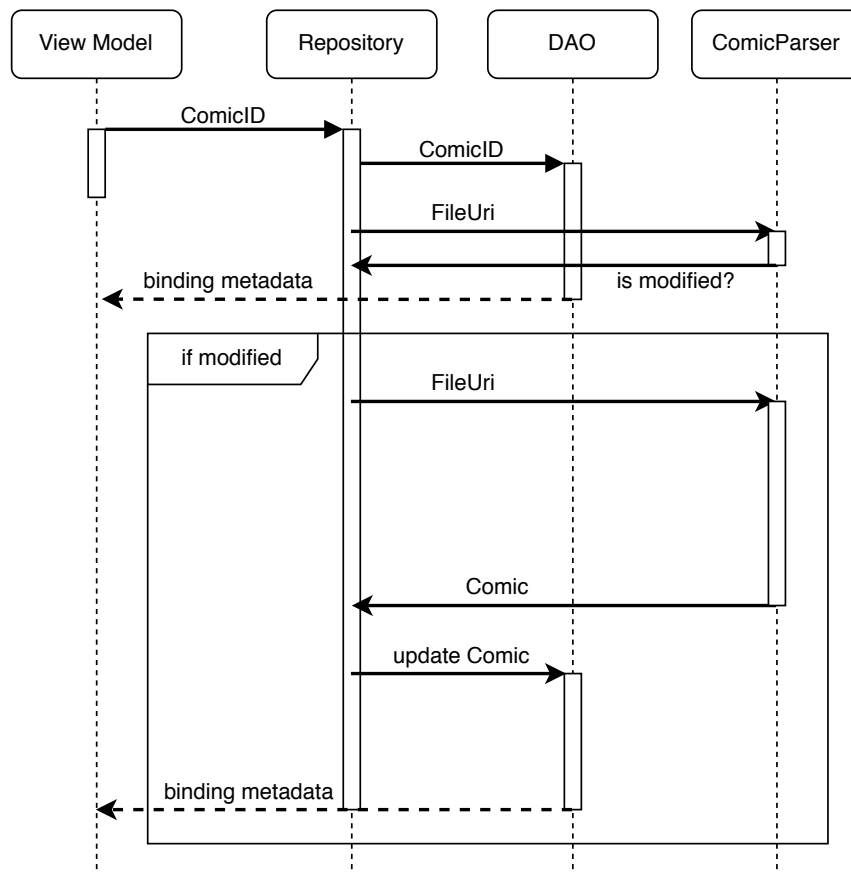 View Model
Repository
DAO
ComicParser
ComicID
ComicID
FileUri
is modified?
binding metadata
if modified
FileUri
Comic
update Comic
binding metadata